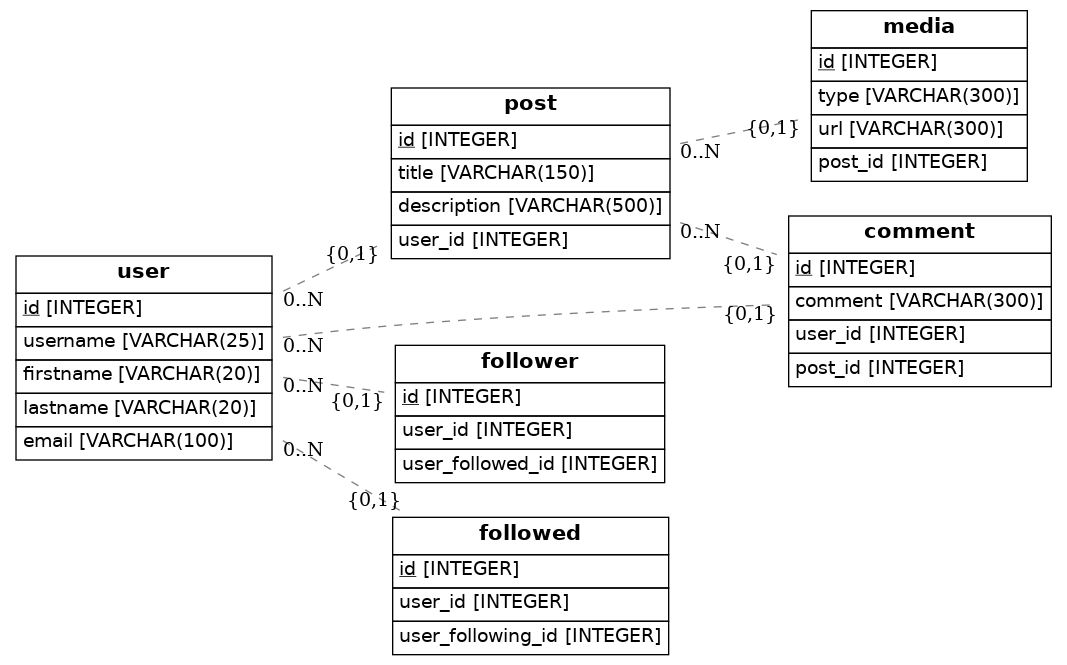 media
id [INTEGER]
type [VARCHAR(300)]
url [VARCHAR(300)]
post_id [INTEGER]
post
id [INTEGER]
title [VARCHAR(150)]
description [VARCHAR(500)]
user_id [INTEGER]
{0,1}
0..N
0..N
{0,1}
comment
id [INTEGER]
comment [VARCHAR(300)]
user_id [INTEGER]
post_id [INTEGER]
user
id [INTEGER]
username [VARCHAR(25)]
firstname [VARCHAR(20)]
lastname [VARCHAR(20)]
email [VARCHAR(100)]
{0,1}
0..N
{0,1}
0..N
0..N
{0,1}
0..N
{0,1}
follower
id [INTEGER]
user_id [INTEGER]
user_followed_id [INTEGER]
followed
id [INTEGER]
user_id [INTEGER]
user_following_id [INTEGER]